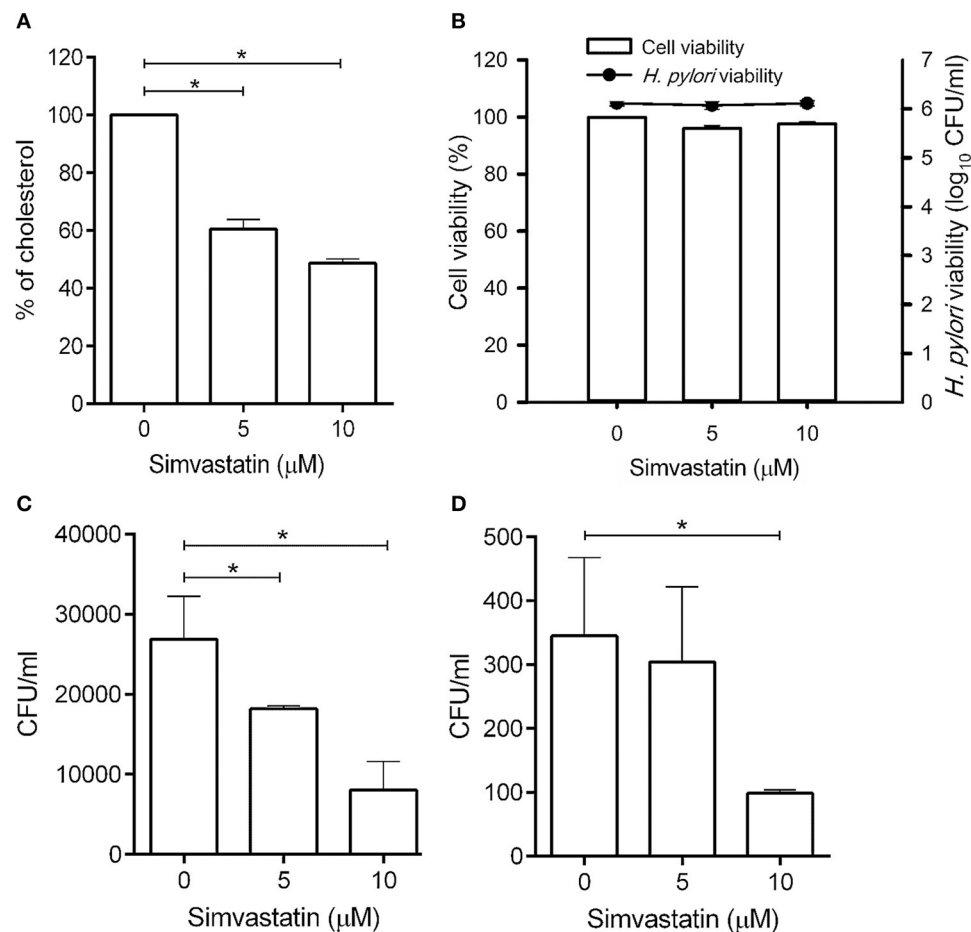 A
% of cholesterol
120
100
80
60
40
20
0
*
*
0 5 10
Simvastatin (μM)
B
Cell viability
H. pylori viability
Cell viability (%)
120
100
80
60
40
20
0
7
6
5
4
3
2
1
0
H. pylori viability (log10 CFU/ml)
0 5 10
Simvastatin (μM)
C
CFU/ml
40000
30000
20000
10000
0
*
*
0 5 10
Simvastatin (μM)
D
CFU/ml
500
400
300
200
100
0
*
0 5 10
Simvastatin (μM)